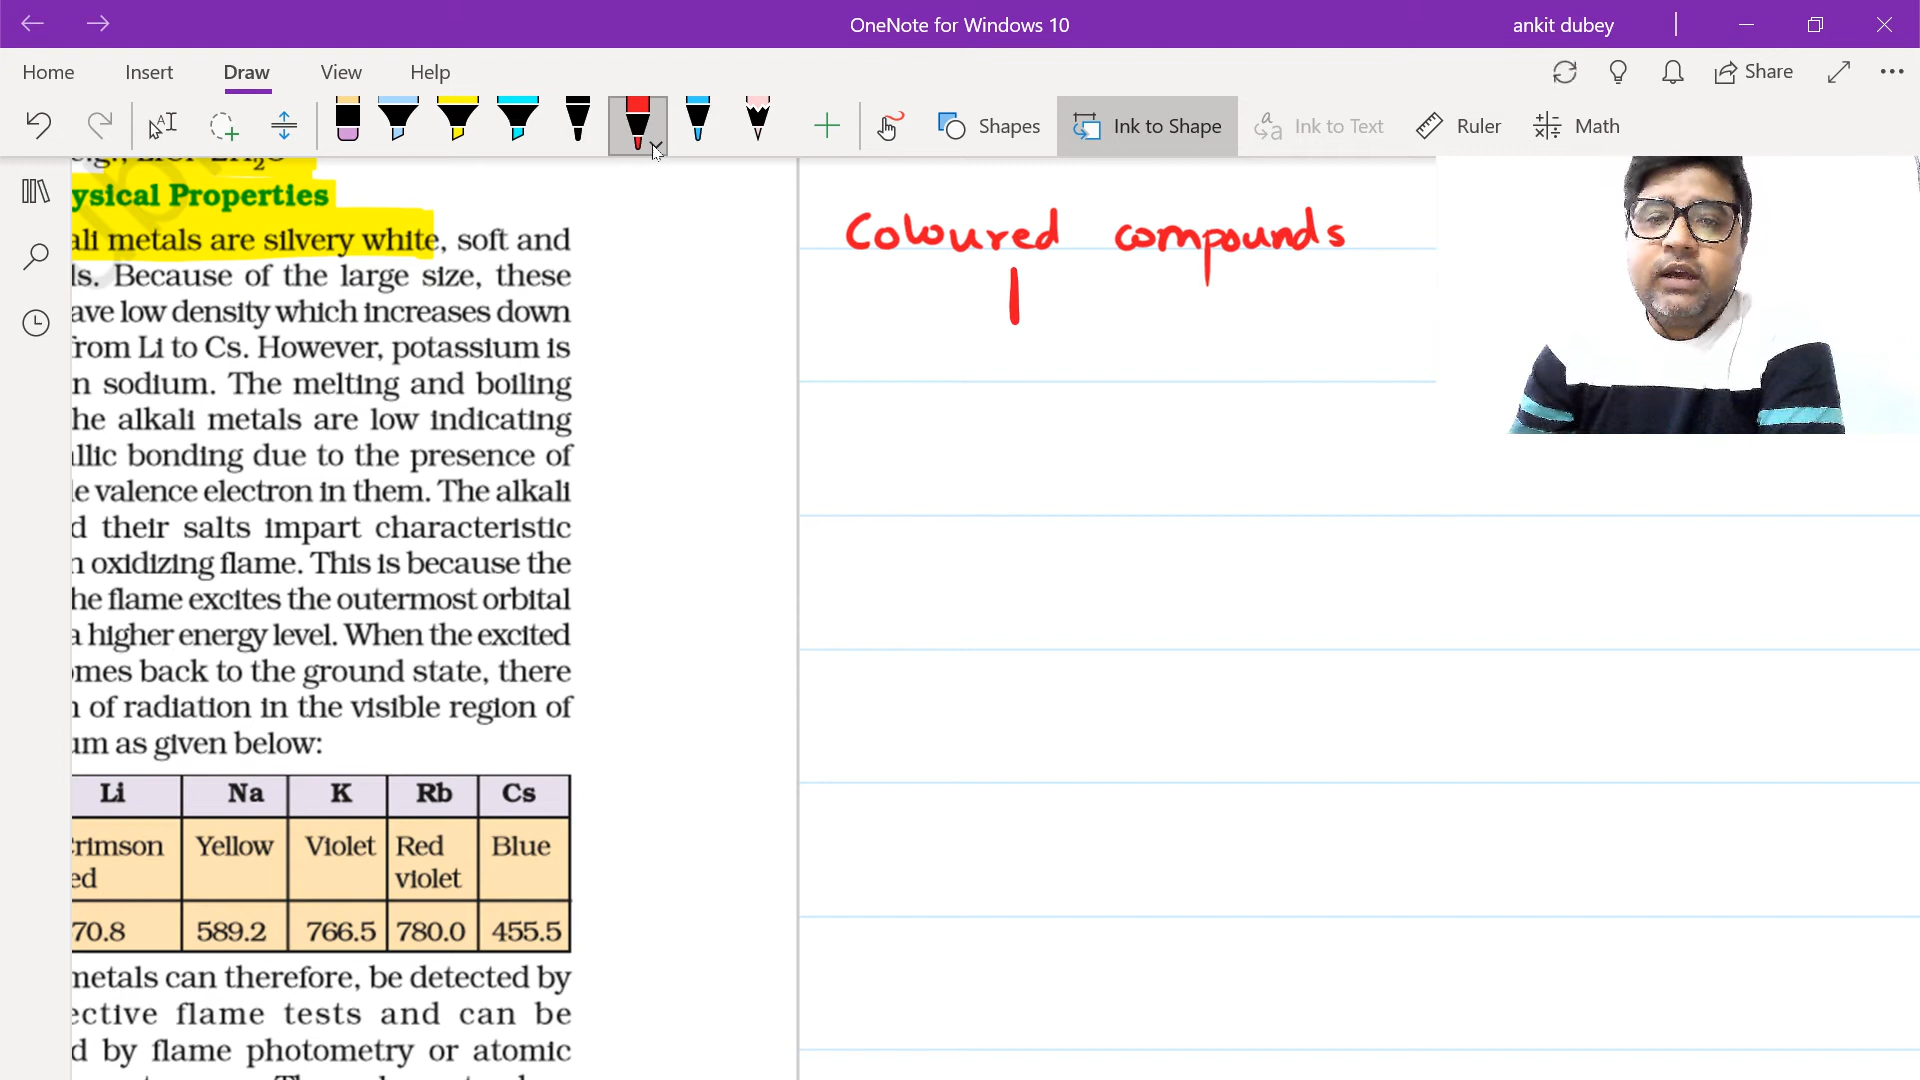 OneNote for Windows 10
ankit dubey
Home Insert Draw View Help
Share
Shapes Ink to Shape Ink to Text Ruler Math
ysical Properties
ali metals are silvery white, soft and
ls. Because of the large size, these
ave low density which increases down
from Li to Cs. However, potassium is
n sodium. The melting and boiling
he alkali metals are low indicating
llic bonding due to the presence of
e valence electron in them. The alkali
d their salts impart characteristic
n oxidizing flame. This is because the
he flame excites the outermost orbital
a higher energy level. When the excited
omes back to the ground state, there
n of radiation in the visible region of
um as given below:
Li Na K Rb Cs
rimson Yellow Violet Red Blue
ed violet
70.8 589.2 766.5 780.0 455.5
metals can therefore, be detected by
ective flame tests and can be
d by flame photometry or atomic
Coloured compounds